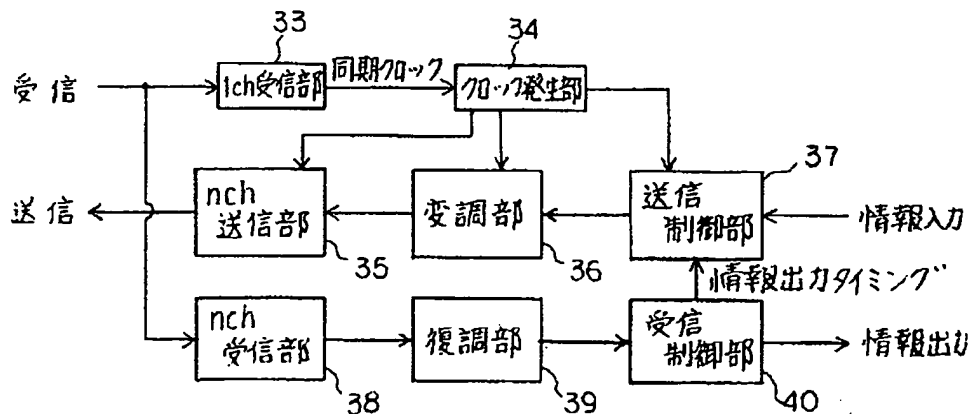 33
34
受信
1ch受信部
同期クロック
クロック発生部
37
送信
nch
送信部
変調部
送信
制御部
情報入力
35
36
情報出力タイミング
nch
受信部
復調部
受信
制御部
情報出力
38
39
40